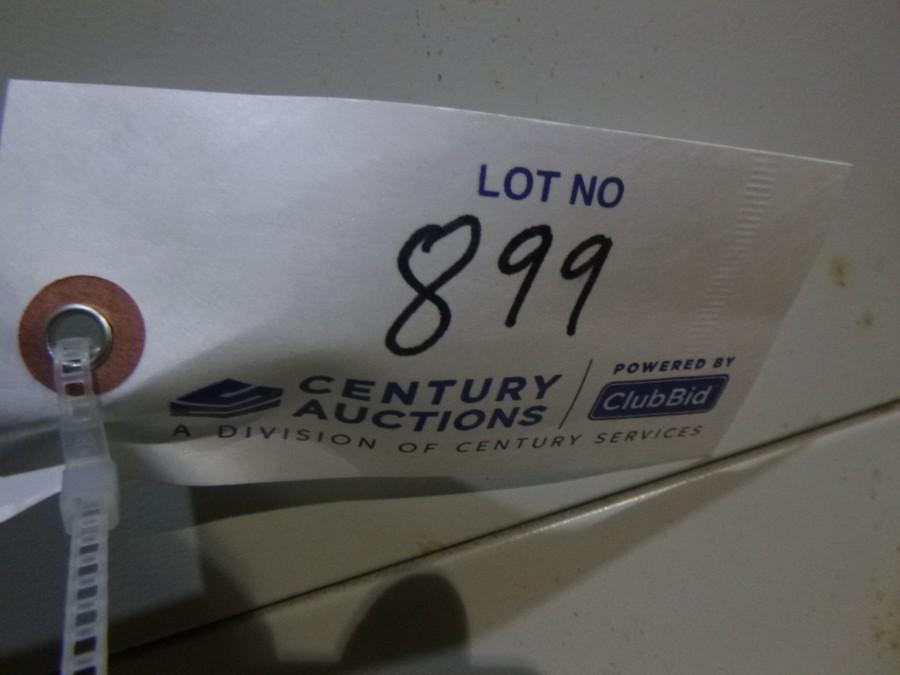 LOT NO
899
CENTURY AUCTIONS
POWERED BY
ClubBid
A DIVISION OF CENTURY SERVICES